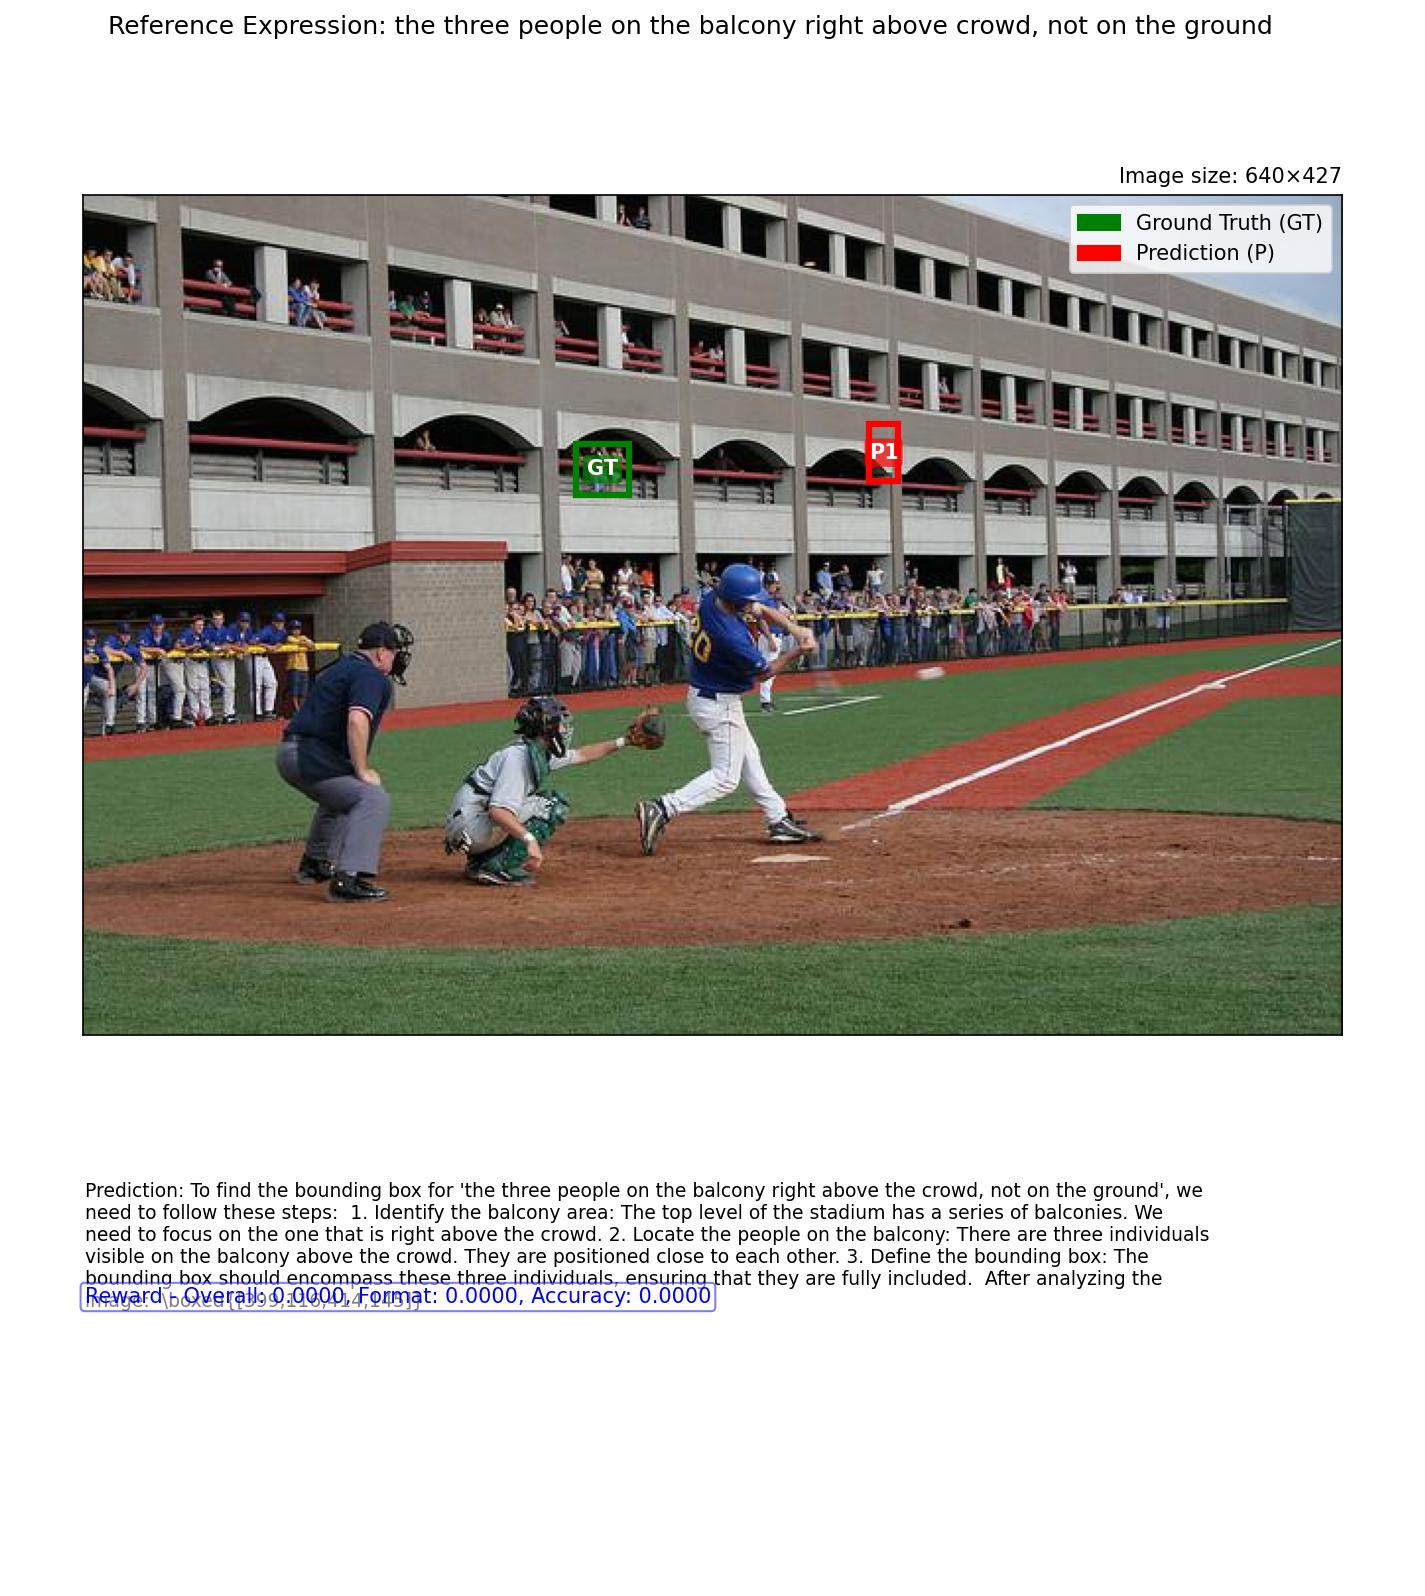 Reference Expression: the three people on the balcony right above crowd, not on the ground
Image size: 640×427
Ground Truth (GT)
Prediction (P)
P1
GT
Prediction: To find the bounding box for 'the three people on the balcony right above the crowd, not on the ground', we
need to follow these steps:  1. Identify the balcony area: The top level of the stadium has a series of balconies. We
need to focus on the one that is right above the crowd. 2. Locate the people on the balcony: There are three individuals
visible on the balcony above the crowd. They are positioned close to each other. 3. Define the bounding box: The
bounding box should encompass these three individuals, ensuring that they are fully included.  After analyzing the
image:  \boxed{[399,116,414,145]}
Reward - Overall: 0.0000, Format: 0.0000, Accuracy: 0.0000